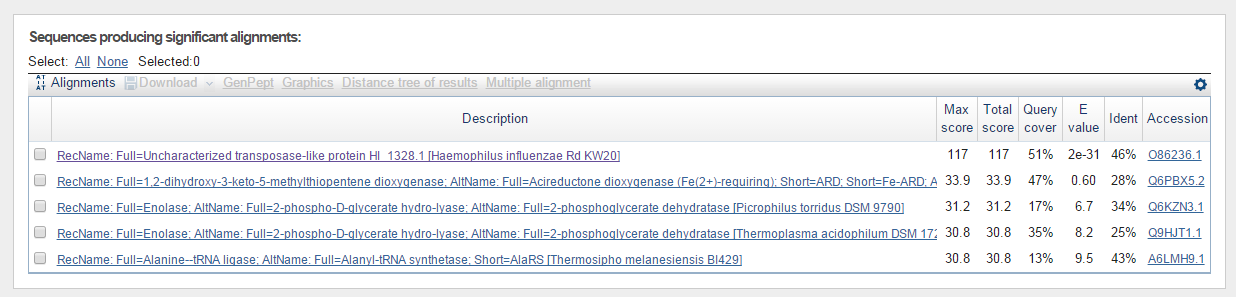 Sequences producing significant alignments:
Select: All None Selected:0
Alignments Download GenPept Graphics Distance tree of results Multiple alignment
Description Max score Total score Query cover E value Ident Accession
RecName: Full=Uncharacterized transposase-like protein HI_1328.1 [Haemophilus influenzae Rd KW20] 117 117 51% 2e-31 46% O86236.1
RecName: Full=1,2-dihydroxy-3-keto-5-methylthiopentene dioxygenase; AltName: Full=Acireductone dioxygenase (Fe(2+)-requiring); Short=ARD; Short=Fe-ARD; A 33.9 33.9 47% 0.60 28% Q6PBX5.2
RecName: Full=Enolase; AltName: Full=2-phospho-D-glycerate hydro-lyase; AltName: Full=2-phosphoglycerate dehydratase [Picrophilus torridus DSM 9790] 31.2 31.2 17% 6.7 34% Q6KZN3.1
RecName: Full=Enolase; AltName: Full=2-phospho-D-glycerate hydro-lyase; AltName: Full=2-phosphoglycerate dehydratase [Thermoplasma acidophilum DSM 172 30.8 30.8 35% 8.2 25% Q9HJT1.1
RecName: Full=Alanine--tRNA ligase; AltName: Full=Alanyl-tRNA synthetase; Short=AlaRS [Thermosipho melanesiensis BI429] 30.8 30.8 13% 9.5 43% A6LMH9.1